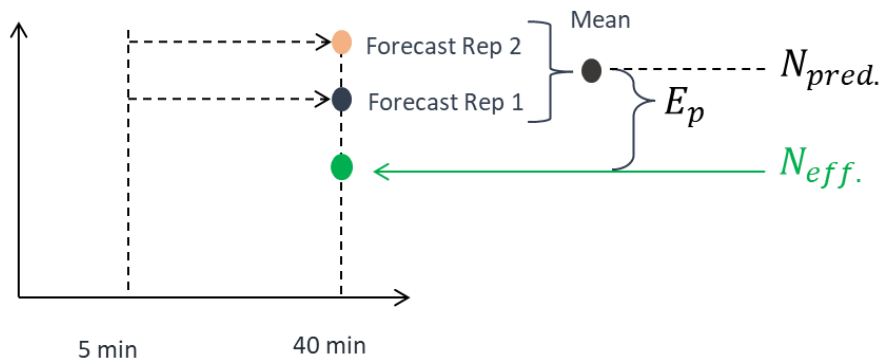 Mean
Forecast Rep 2
N_pred.
Forecast Rep 1
E_p
N_eff.
5 min
40 min